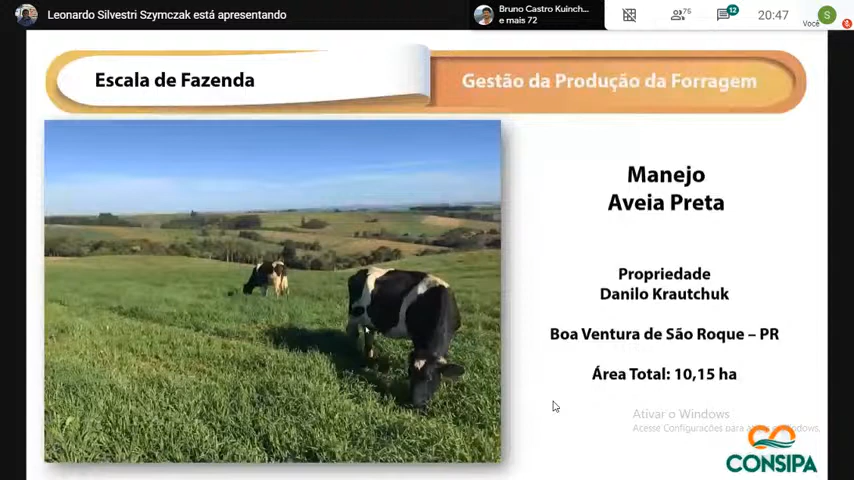 Leonardo Silvestri Szymczak está apresentando
Bruno Castro Kuinch...
e mais 72
75
12
20:47
Você
S
Escala de Fazenda
Gestão da Produção da Forragem
Manejo
Aveia Preta
Propriedade
Danilo Krautchuk
Boa Ventura de São Roque – PR
Área Total: 10,15 ha
Ativar o Windows
Acesse Configurações para Windows.
CONSIPA